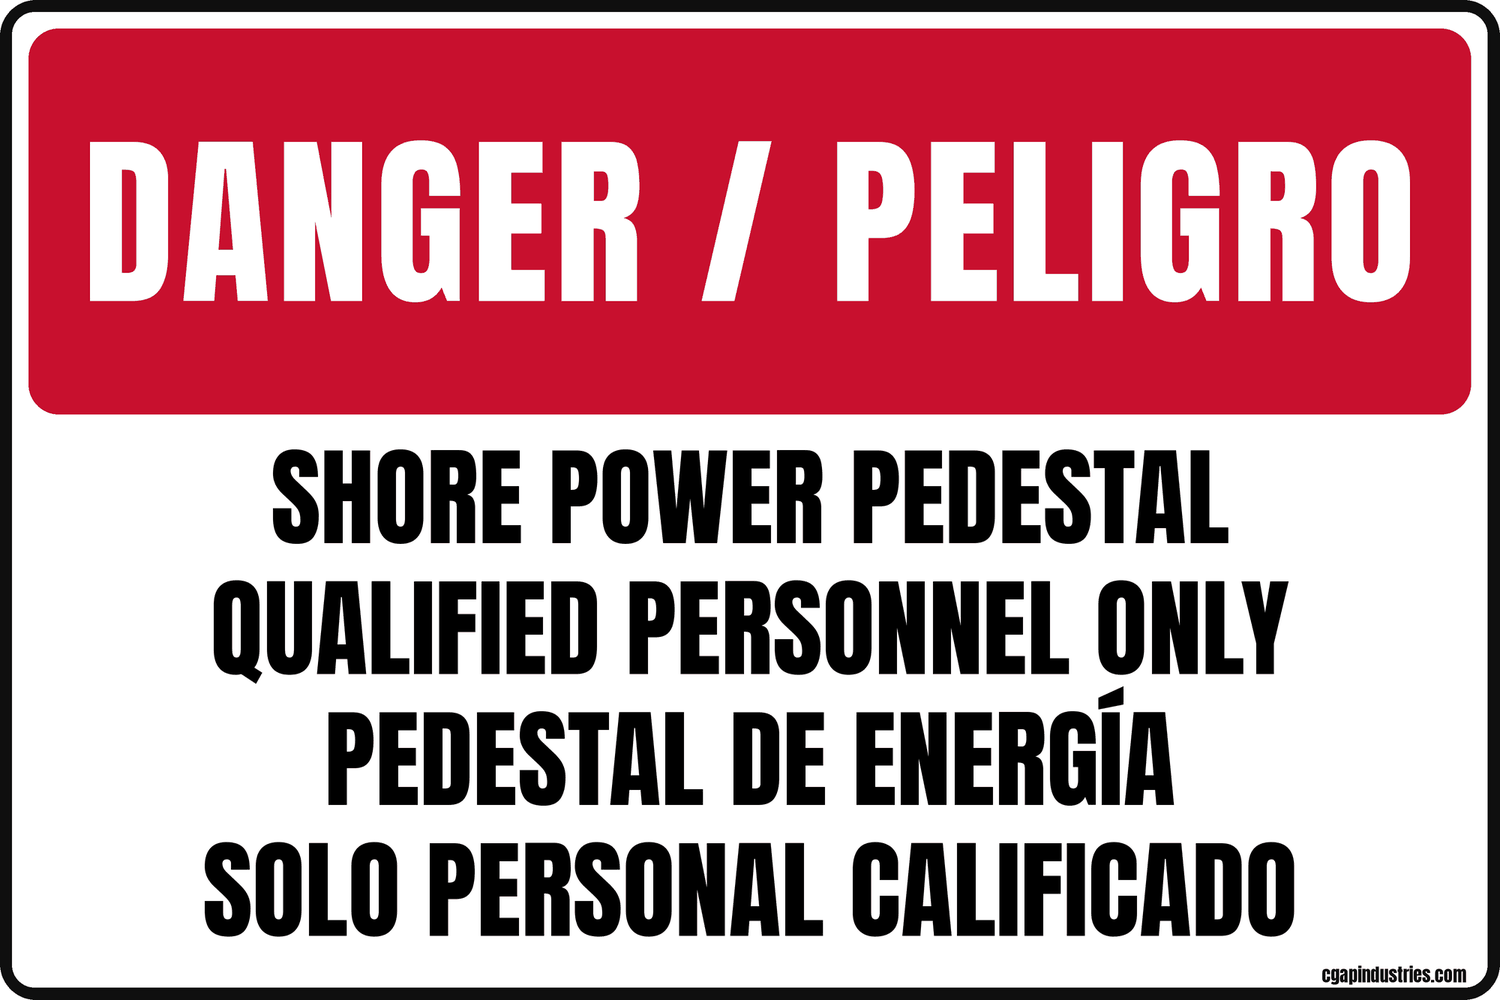 DANGER / PELIGRO
SHORE POWER PEDESTAL
QUALIFIED PERSONNEL ONLY
PEDESTAL DE ENERGÍA
SOLO PERSONAL CALIFICADO
cgapindustries.com